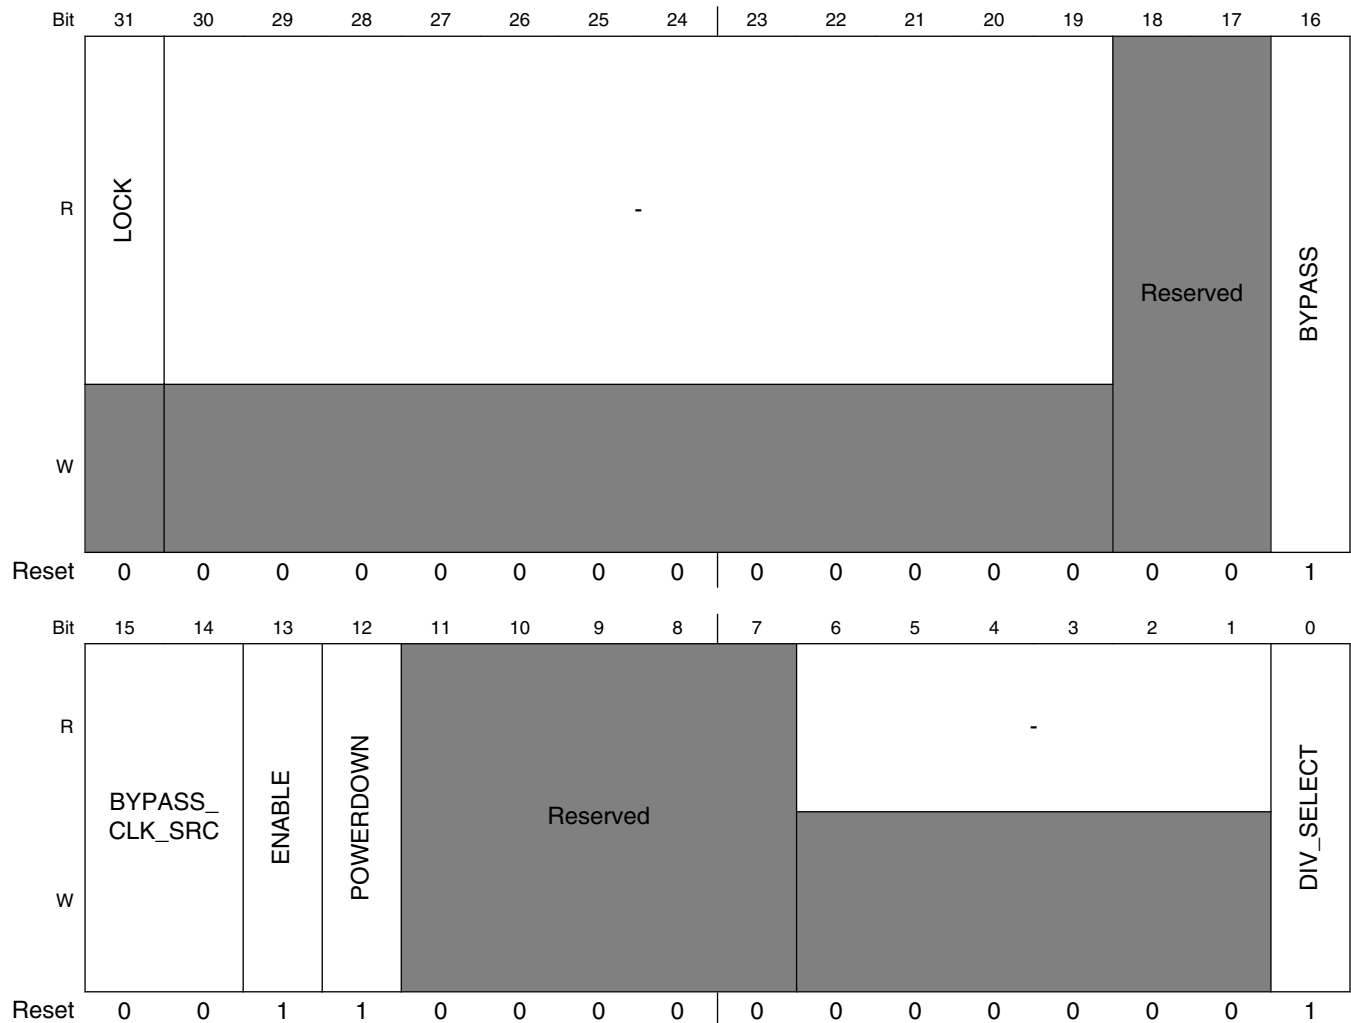 Bit 31 30 29 28 27 26 25 24 23 22 21 20 19 18 17 16
R LOCK - Reserved BYPASS
W
Reset 0 0 0 0 0 0 0 0 0 0 0 0 0 0 0 1
Bit 15 14 13 12 11 10 9 8 7 6 5 4 3 2 1 0
R -
BYPASS_
CLK_SRC
ENABLE
POWERDOWN
Reserved
DIV_SELECT
W
Reset 0 0 1 1 0 0 0 0 0 0 0 0 0 0 0 1